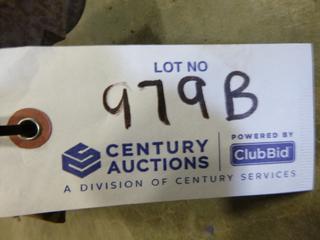 LOT NO
979B
CENTURY AUCTIONS
POWERED BY
ClubBid
A DIVISION OF CENTURY SERVICES